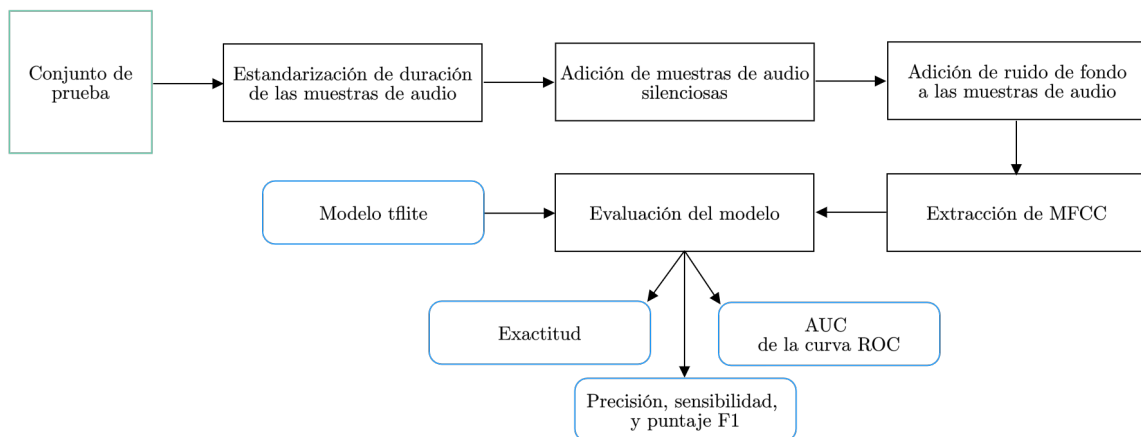 Conjunto de
prueba
Estandarización de duración
de las muestras de audio
Adición de muestras de audio
silenciosas
Adición de ruido de fondo
a las muestras de audio
Modelo tflite
Evaluación del modelo
Extracción de MFCC
Exactitud
AUC
de la curva ROC
Precisión, sensibilidad,
y puntaje F1